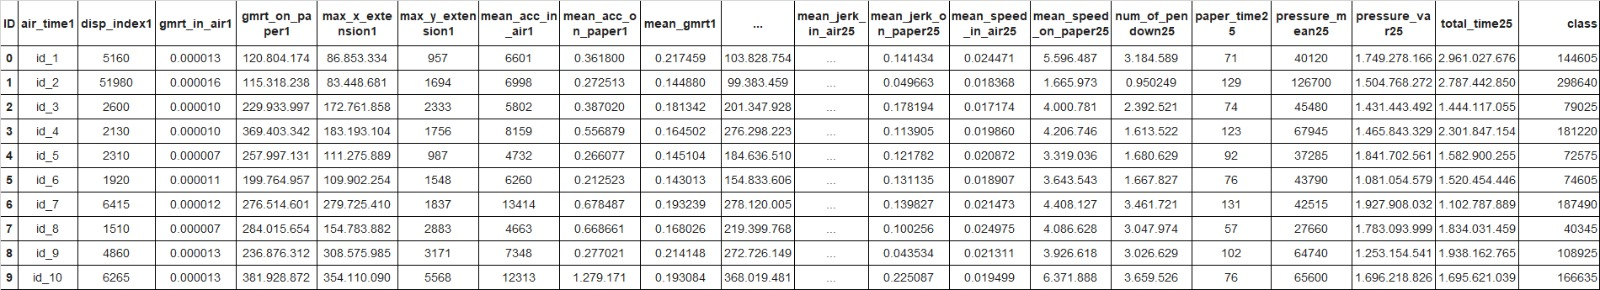 ID air_time1 disp_index1 gmrt_in_air1 gmrt_on_paper1 max_x_extension1 max_y_extension1 mean_acc_in_air1 mean_acc_on_paper1 mean_gmrt1 ... mean_jerk_in_air25 mean_jerk_on_paper25 mean_speed_in_air25 mean_speed_on_paper25 num_of_pendown25 paper_time25 pressure_mean25 pressure_var25 total_time25 class
0 id_1 5160 0.000013 120.804.174 86.853.334 957 6601 0.361800 0.217459 103.828.754 ... 0.141434 0.024471 5.596.487 3.184.589 71 40120 1.749.278.166 2.961.027.676 144605
1 id_2 51980 0.000016 115.318.238 83.448.681 1694 6998 0.272513 0.144880 99.383.459 ... 0.049663 0.018368 1.665.973 0.950249 129 126700 1.504.768.272 2.787.442.850 298640
2 id_3 2600 0.000010 229.933.997 172.761.858 2333 5802 0.387020 0.181342 201.347.928 ... 0.178194 0.017174 4.000.781 2.392.521 74 45480 1.431.443.492 1.444.117.055 79025
3 id_4 2130 0.000010 369.403.342 183.193.104 1756 8159 0.556879 0.164502 276.298.223 ... 0.113905 0.019860 4.206.746 1.613.522 123 67945 1.465.843.329 2.301.847.154 181220
4 id_5 2310 0.000007 257.997.131 111.275.889 987 4732 0.266077 0.145104 184.636.510 ... 0.121782 0.020872 3.319.036 1.680.629 92 37285 1.841.702.561 1.582.900.255 72575
5 id_6 1920 0.000011 199.764.957 109.902.254 1548 6260 0.212523 0.143013 154.833.606 ... 0.131135 0.018907 3.643.543 1.667.827 76 43790 1.081.054.579 1.520.454.446 74605
6 id_7 6415 0.000012 276.514.601 279.725.410 1837 13414 0.678487 0.193239 278.120.005 ... 0.139827 0.021473 4.408.127 3.461.721 131 42515 1.927.908.032 1.102.787.889 187490
7 id_8 1510 0.000007 284.015.654 154.783.882 2883 4663 0.668661 0.168026 219.399.768 ... 0.100256 0.024975 4.086.628 3.047.974 57 27660 1.783.093.999 1.834.031.459 40345
8 id_9 4860 0.000013 236.876.312 308.575.985 3171 7348 0.277021 0.214148 272.726.149 ... 0.043534 0.021311 3.926.618 3.026.629 102 64740 1.253.154.541 1.938.162.765 108925
9 id_10 6265 0.000013 381.928.872 354.110.090 5568 12313 1.279.171 0.193084 368.019.481 ... 0.225087 0.019499 6.371.888 3.659.526 76 65600 1.696.218.826 1.695.621.039 166635